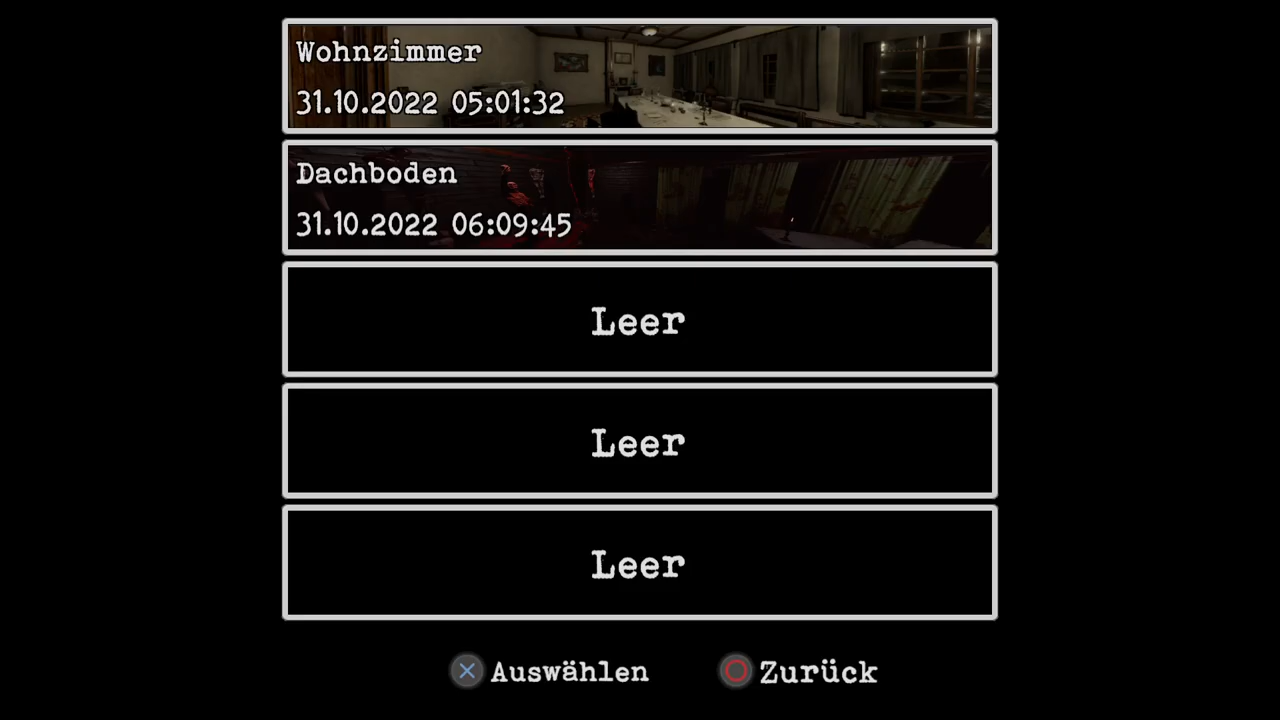 Wohnzimmer
31.10.2022 05:01:32
Dachboden
31.10.2022 06:09:45
Leer
Leer
Leer
Auswählen Zurück